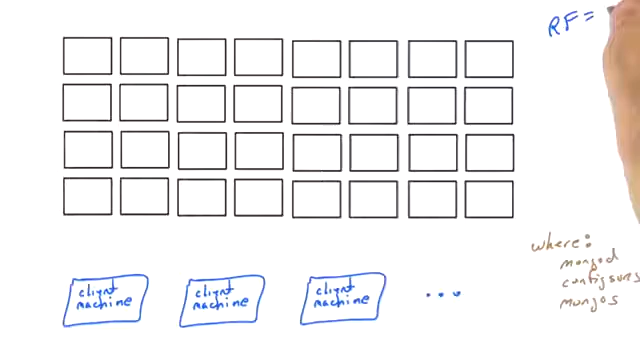 RF=
where:
mongod
configsvrs
mongos
client
machine
client
machine
client
machine
...